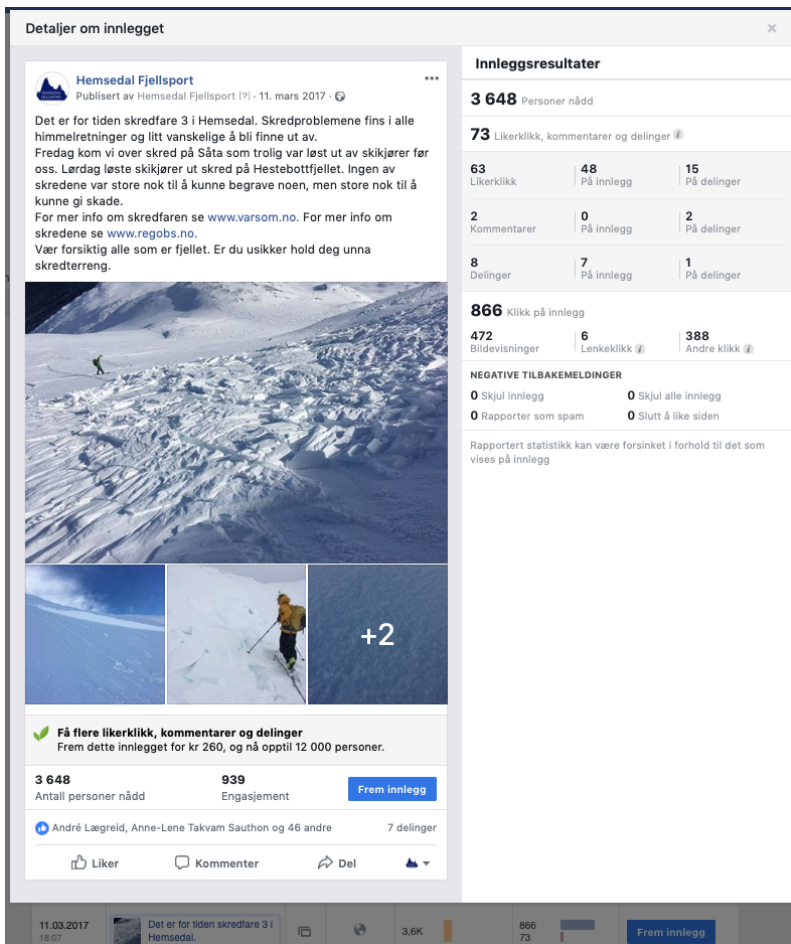 Detaljer om innlegget
Hemsedal Fjellsport
Publisert av Hemsedal Fjellsport [?] · 11. mars 2017 ·
Det er for tiden skredfare 3 i Hemsedal. Skredproblemene fins i alle
himmelretninger og litt vanskelige å bli finne ut av.
Fredag kom vi over skred på Såta som trolig var løst ut av skikjører før
oss. Lørdag løste skikjører ut skred på Hestebottfjellet. Ingen av
skredene var store nok til å kunne begrave noen, men store nok til å
kunne gi skade.
For mer info om skredfaren se www.varsom.no. For mer info om
skredene se www.regobs.no.
Vær forsiktig alle som er fjellet. Er du usikker hold deg unna
skredterreng.
+2
Få flere likerklikk, kommentarer og delinger
Frem dette innlegget for kr 260, og nå opptil 12 000 personer.
3 648 939
Antall personer nådd Engasjement
Frem innlegg
André Lægreid, Anne-Lene Takvam Sauthon og 46 andre 7 delinger
Liker Kommenter Del
Innleggsresultater
3 648 Personer nådd
73 Likerklikk, kommentarer og delinger
63 48 15
Likerklikk På innlegg På delinger
2 0 2
Kommentarer På innlegg På delinger
8 7 1
Delinger På innlegg På delinger
866 Klikk på innlegg
472 6 388
Bildevisninger Lenkeklikk Andre klikk
NEGATIVE TILBAKEMELDINGER
0 Skjul innlegg 0 Skjul alle innlegg
0 Rapporter som spam 0 Slutt å like siden
Rapportert statistikk kan være forsinket i forhold til det som
vises på innlegg
11.03.2017 Det er for tiden skredfare 3 i 3,6K 866
18:07 Hemsedal. 73
Frem innlegg